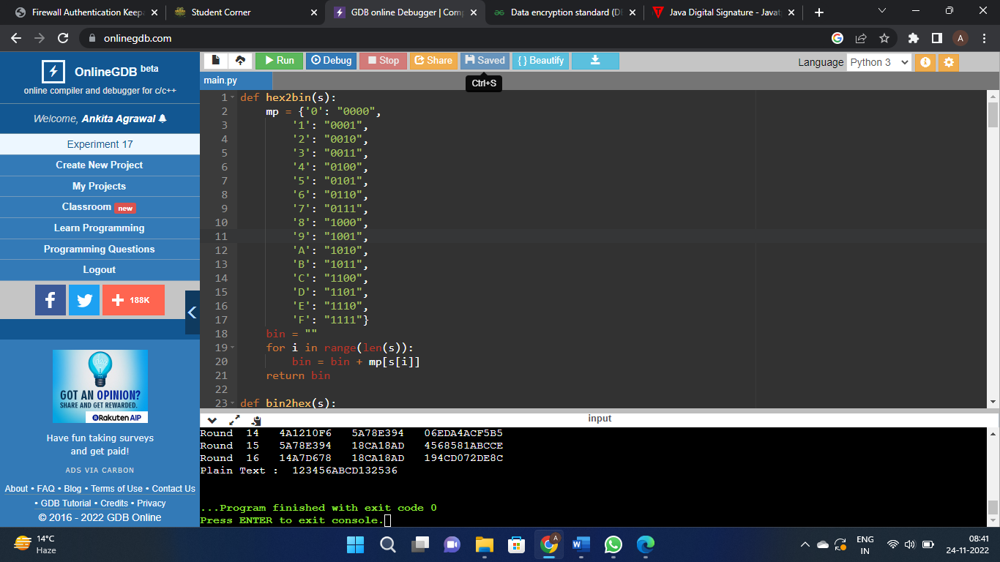 Firewall Authentication Keep
Student Corner
GDB online Debugger | Com
Data encryption standard (D
Java Digital Signature - Javat
onlinegdb.com
A
OnlineGDB beta
online compiler and debugger for c/c++
Welcome, Ankita Agrawal
Experiment 17
Create New Project
My Projects
Classroom new
Learn Programming
Programming Questions
Logout
188K
GOT AN OPINION?
SHARE AND GET REWARDED.
Rakuten AIP
Have fun taking surveys
and get paid!
ADS VIA CARBON
About • FAQ • Blog • Terms of Use • Contact Us
• GDB Tutorial • Credits • Privacy
© 2016 - 2022 GDB Online
Run Debug Stop Share Saved {} Beautify
Language Python 3
main.py
Ctrl+S
1 def hex2bin(s):
2 mp = {'0': "0000",
3 '1': "0001",
4 '2': "0010",
5 '3': "0011",
6 '4': "0100",
7 '5': "0101",
8 '6': "0110",
9 '7': "0111",
10 '8': "1000",
11 '9': "1001",
12 'A': "1010",
13 'B': "1011",
14 'C': "1100",
15 'D': "1101",
16 'E': "1110",
17 'F': "1111"}
18 bin = ""
19 for i in range(len(s)):
20 bin = bin + mp[s[i]]
21 return bin
22
23 def bin2hex(s):
input
Round 14 4A1210F6 5A78E394 06EDA4ACF5B5
Round 15 5A78E394 18CA18AD 4568581ABCCE
Round 16 14A7D678 18CA18AD 194CD072DE8C
Plain Text : 123456ABCD132536
...Program finished with exit code 0
Press ENTER to exit console.
14°C
Haze
A
ENG
IN
08:41
24-11-2022